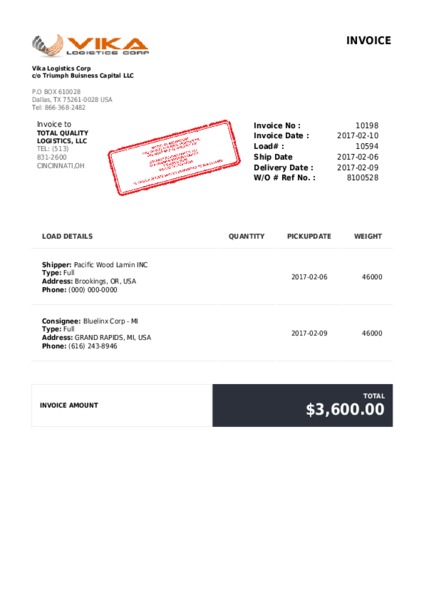 VIKA
LOGISTICS CORP
INVOICE
Vika Logistics Corp
c/o Triumph Buisness Capital LLC
P.O BOX 610028
Dallas, TX 75261-0028 USA
Tel: 866-368-2482
Invoice to
TOTAL QUALITY
LOGISTICS, LLC
TEL: (513)
831-2600
CINCINNATI,OH
Invoice No : 10198
Invoice Date : 2017-02-10
Load# : 10594
Ship Date 2017-02-06
Delivery Date : 2017-02-09
W/O # Ref No. : 8100528
LOAD DETAILS QUANTITY PICKUPDATE WEIGHT
Shipper: Pacific Wood Lamin INC
Type: Full
Address: Brookings, OR, USA
Phone: (000) 000-0000
2017-02-06 46000
Consignee: Bluelinx Corp - MI
Type: Full
Address: GRAND RAPIDS, MI, USA
Phone: (616) 243-8946
2017-02-09 46000
INVOICE AMOUNT
TOTAL
$3,600.00